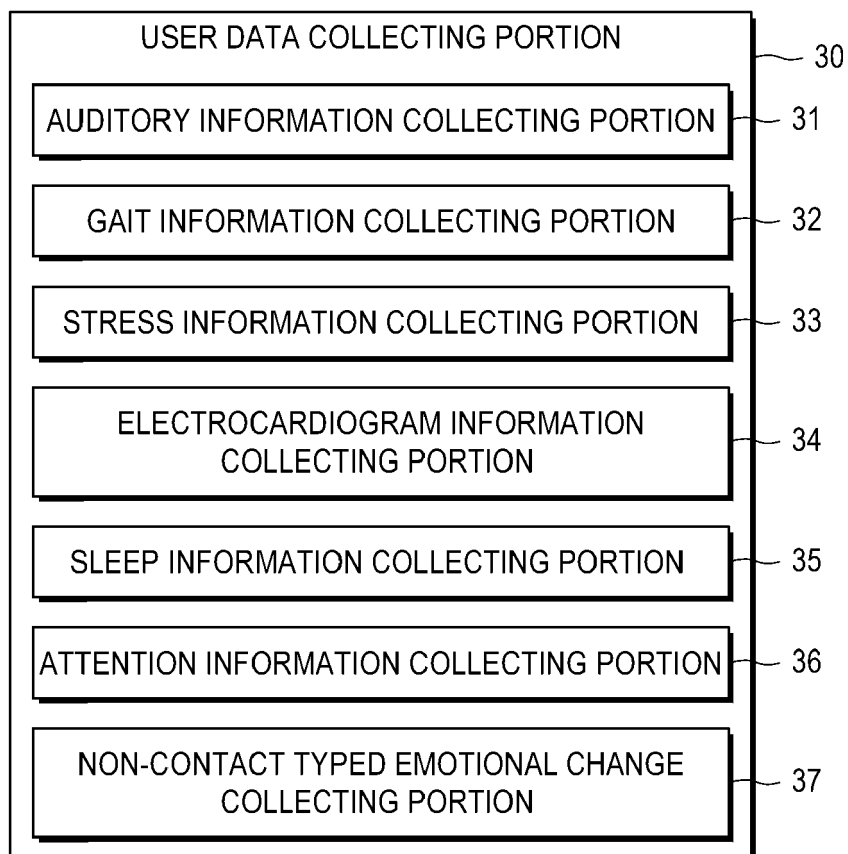 USER DATA COLLECTING PORTION
30
AUDITORY INFORMATION COLLECTING PORTION
31
GAIT INFORMATION COLLECTING PORTION
32
STRESS INFORMATION COLLECTING PORTION
33
ELECTROCARDIOGRAM INFORMATION
COLLECTING PORTION
34
SLEEP INFORMATION COLLECTING PORTION
35
ATTENTION INFORMATION COLLECTING PORTION
36
NON-CONTACT TYPED EMOTIONAL CHANGE
COLLECTING PORTION
37